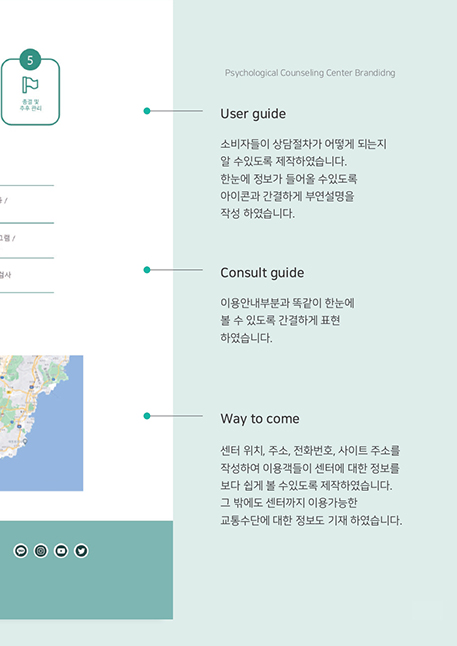 5
종결 및
추후 관리
/
그램 /
검사
Psychological Counseling Center Brandidng
User guide
소비자들이 상담절차가 어떻게 되는지
알 수있도록 제작하였습니다.
한눈에 정보가 들어올 수있도록
아이콘과 간결하게 부연설명을
작성 하였습니다.
Consult guide
이용안내부분과 똑같이 한눈에
볼 수 있도록 간결하게 표현
하였습니다.
Way to come
센터 위치, 주소, 전화번호, 사이트 주소를
작성하여 이용객들이 센터에 대한 정보를
보다 쉽게 볼 수있도록 제작하였습니다.
그 밖에도 센터까지 이용가능한
교통수단에 대한 정보도 기재 하였습니다.